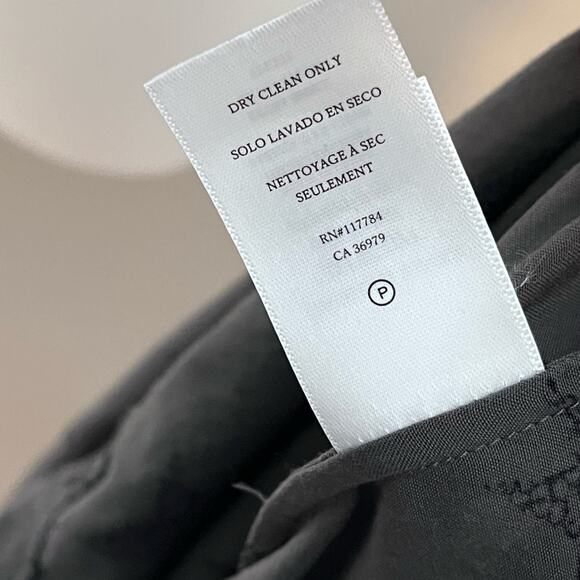 DRY CLEAN ONLY
SOLO LAVADO EN SECO
NETTOYAGE À SEC
SEULEMENT
RN#117784
CA 36979
P